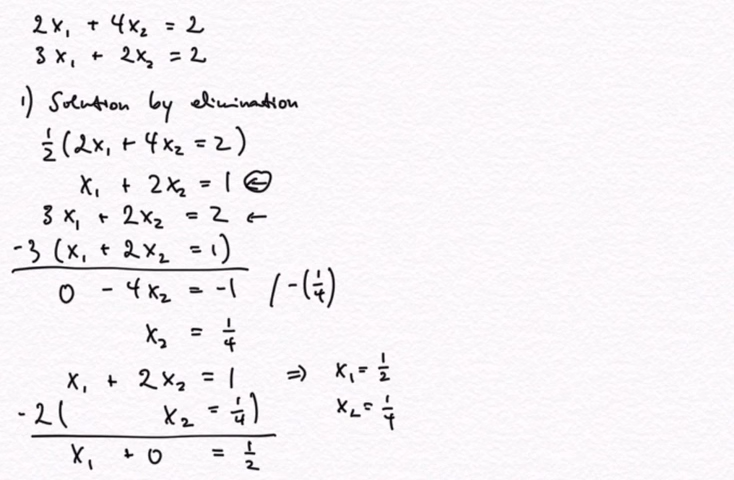 2x₁ + 4x₂ = 2
3x₁ + 2x₂ = 2
1) Solution by elimination
½(2x₁ + 4x₂ = 2)
x₁ + 2x₂ = 1 ←
3x₁ + 2x₂ = 2 ←
-3(x₁ + 2x₂ = 1)
0 - 4x₂ = -1 / -(¼)
x₂ = ¼
x₁ + 2x₂ = 1 ⇒ x₁ = ½
-2( x₂ = ¼) x₂ = ¼
x₁ + 0 = ½